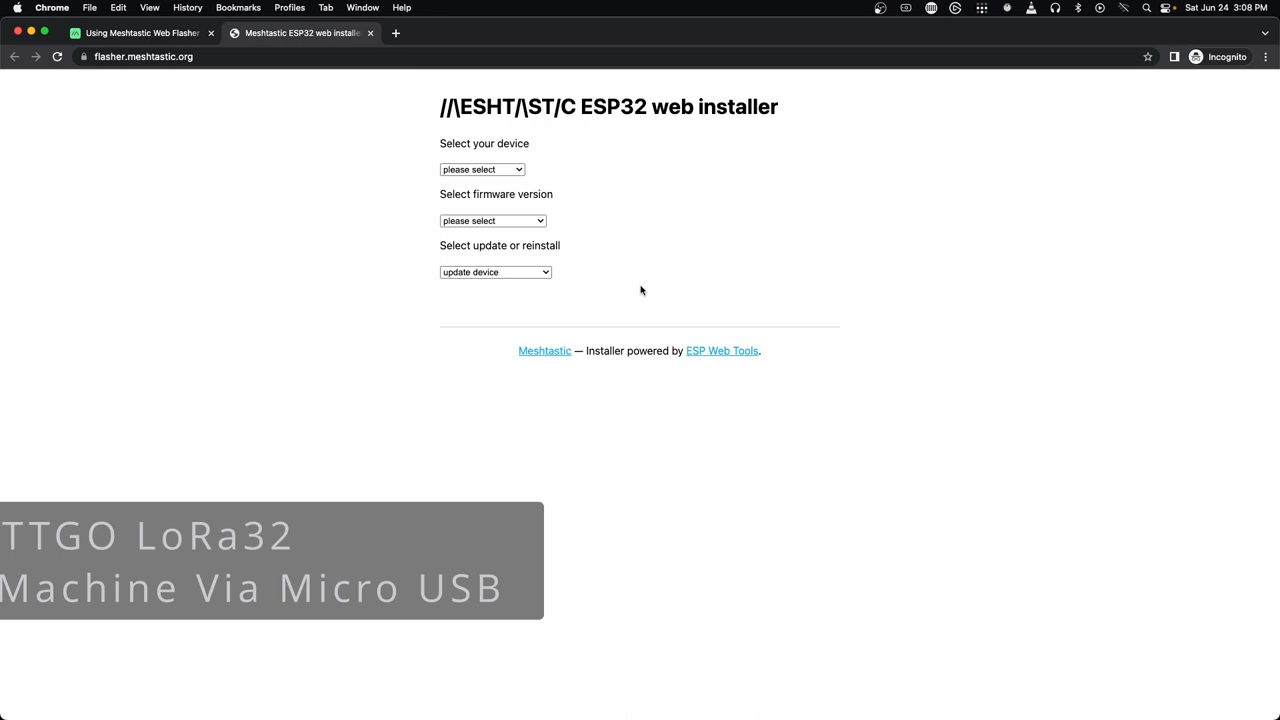 Chrome File Edit View History Bookmarks Profiles Tab Window Help Sat Jun 24 3:08 PM
Using Meshtastic Web Flasher Meshtastic ESP32 web installe
flasher.meshtastic.org Incognito
//\ESHT/\ST/C ESP32 web installer
Select your device
please select
Select firmware version
please select
Select update or reinstall
update device
Meshtastic — Installer powered by ESP Web Tools.
TTGO LoRa32
Machine Via Micro USB